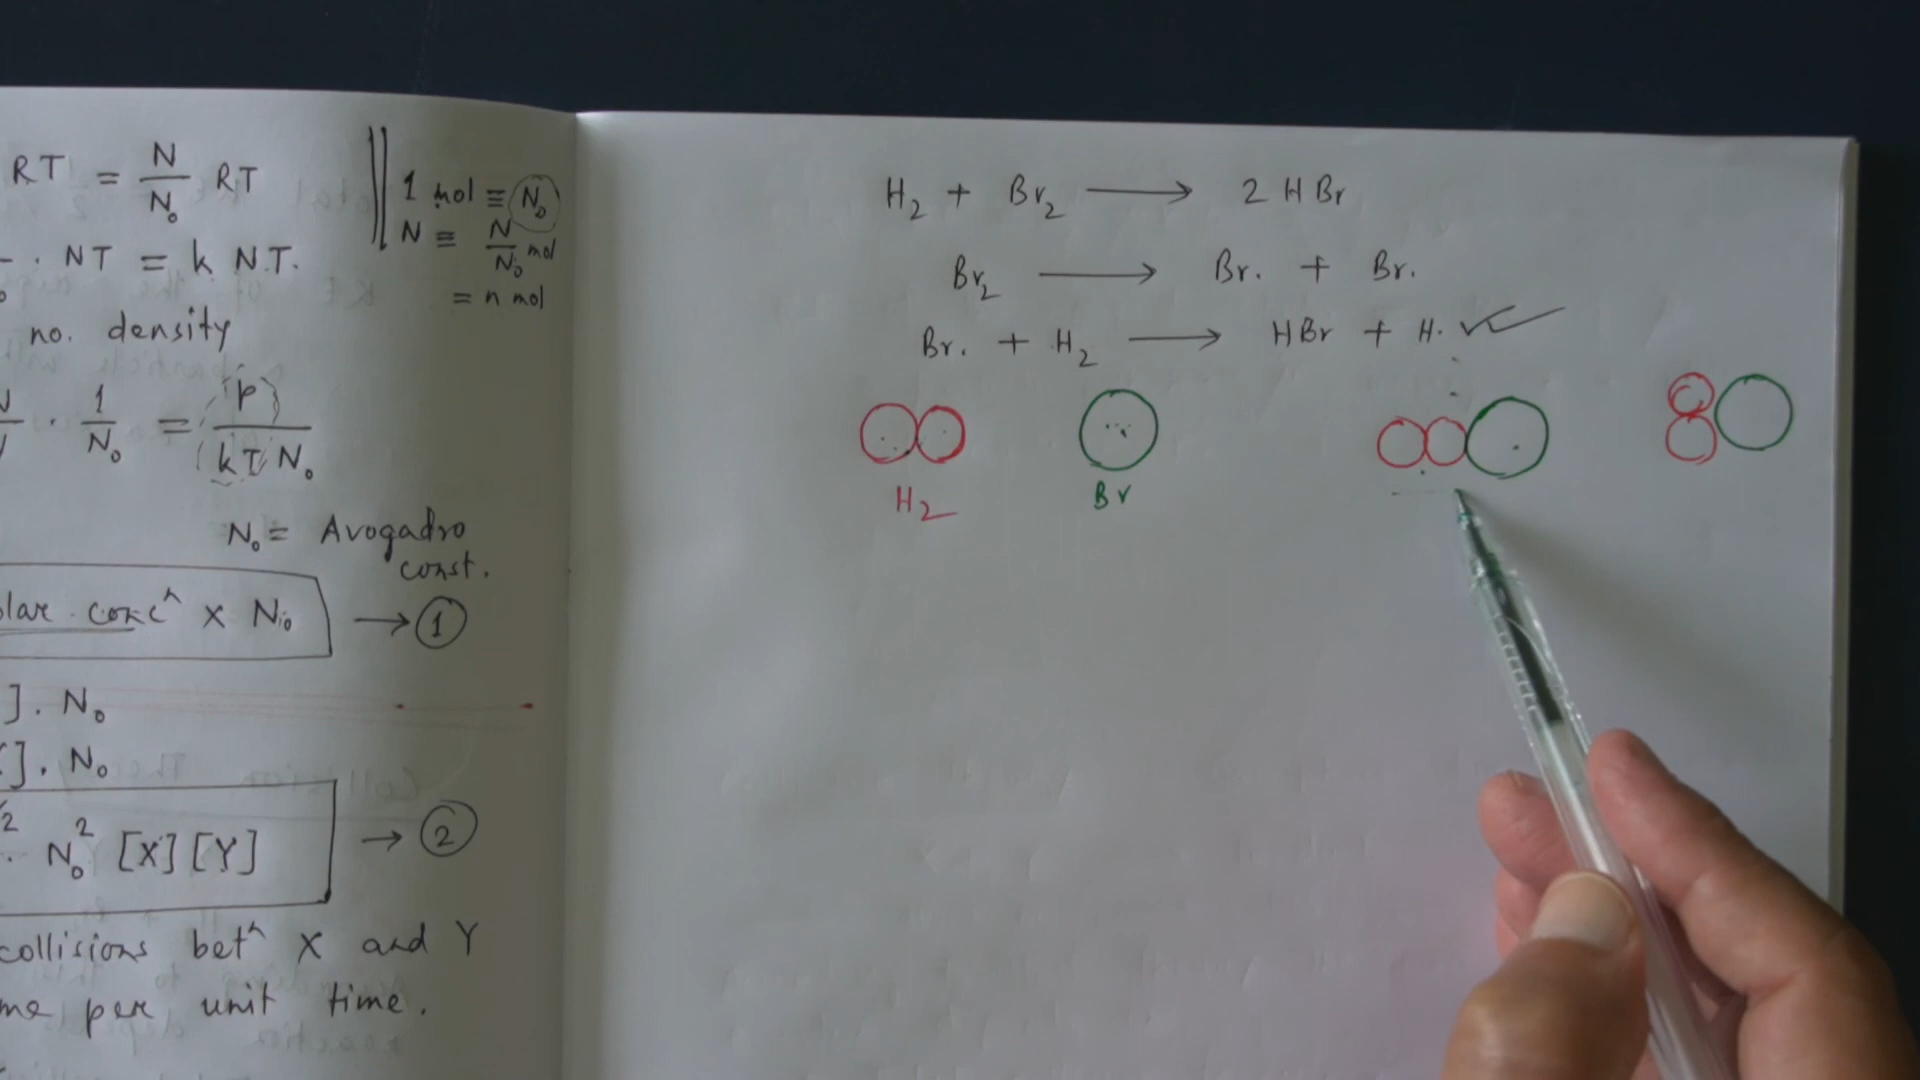 RT = N/N₀ RT
1 mol ≡ N₀
N ≡ N/N₀ mol
= n mol
. NT = k NT.
no. density
. 1/N₀ = p/kT N₀
N₀ = Avogadro
const.
concⁿ x N₀ → 1
]. N₀
]. N₀
. N₀² [X][Y] → 2
collisions betⁿ X and Y
per unit time.
H₂ + Br₂ → 2 HBr
Br₂ → Br. + Br.
Br. + H₂ → HBr + H. ✓
H₂
Br